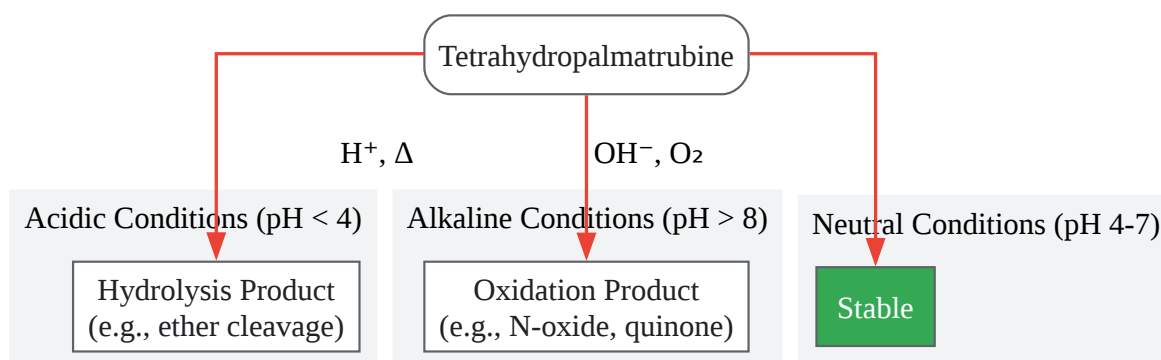 Tetrahydropalmatrubine
H⁺, Δ
OH⁻, O₂
Acidic Conditions (pH < 4)
Alkaline Conditions (pH > 8)
Neutral Conditions (pH 4-7)
Hydrolysis Product
(e.g., ether cleavage)
Oxidation Product
(e.g., N-oxide, quinone)
Stable